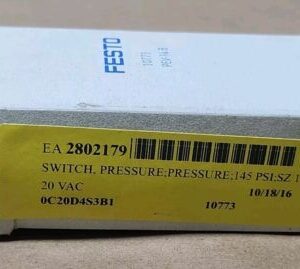 FESTO
10773
EA 2802179
SWITCH, PRESSURE;PRESSURE;145 PSI;SZ 1
20 VAC
10/18/16
0C20D4S3B1
10773